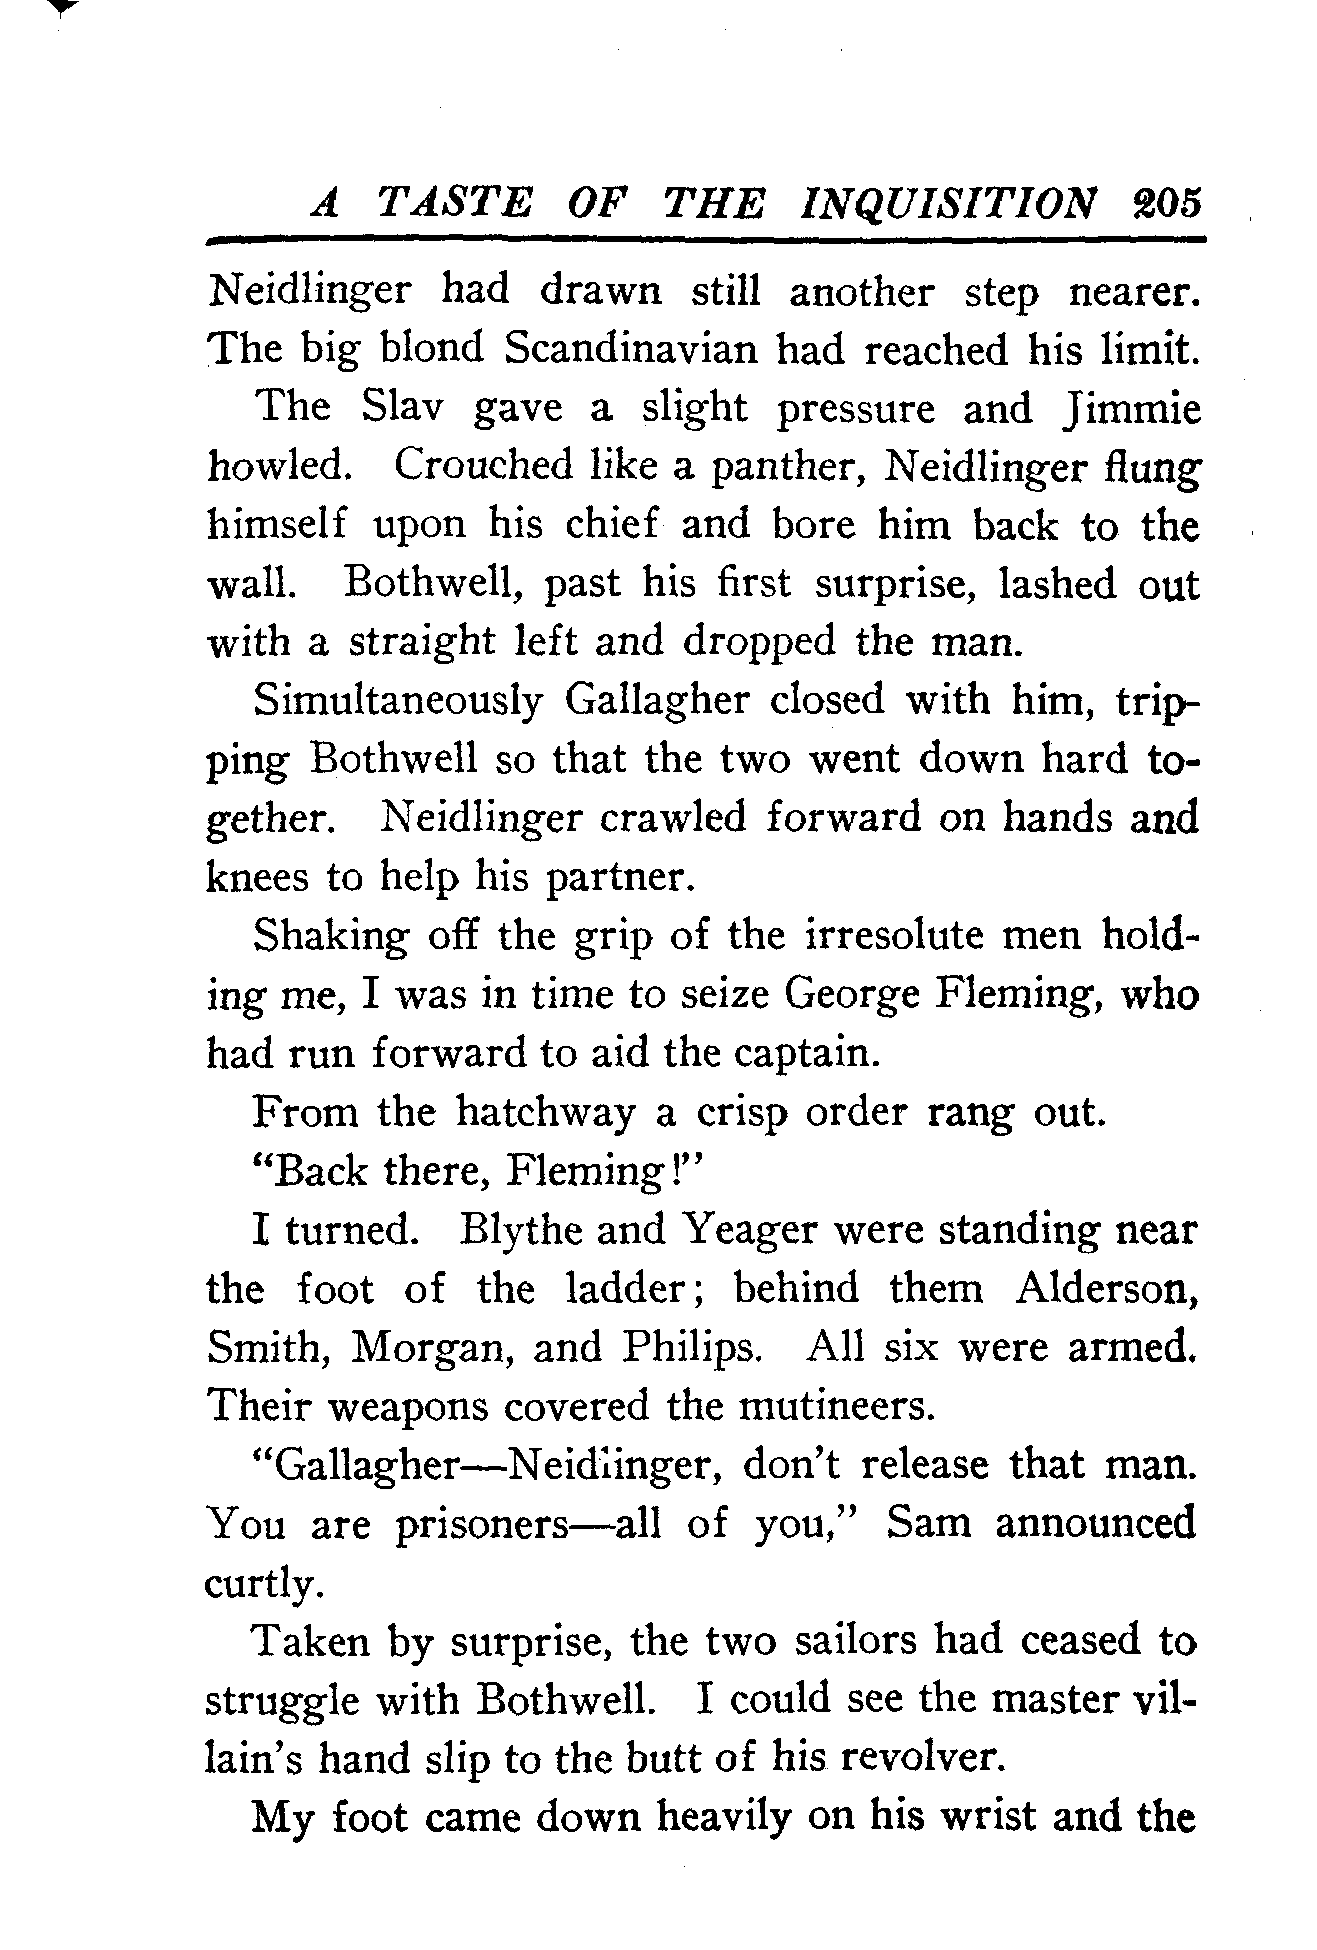 A TASTE OF THE INQUISITION 205
Neidlinger had drawn still another step nearer.
The big blond Scandinavian had reached his limit.
The Slav gave a slight pressure and Jimmie
howled. Crouched like a panther, Neidlinger flung
himself upon his chief and bore him back to the
wall. Bothwell, past his first surprise, lashed out
with a straight left and dropped the man.
Simultaneously Gallagher closed with him, trip-
ping Bothwell so that the two went down hard to-
gether. Neidlinger crawled forward on hands and
knees to help his partner.
Shaking off the grip of the irresolute men hold-
ing me, I was in time to seize George Fleming, who
had run forward to aid the captain.
From the hatchway a crisp order rang out.
“Back there, Fleming!”
I turned. Blythe and Yeager were standing near
the foot of the ladder; behind them Alderson,
Smith, Morgan, and Philips. All six were armed.
Their weapons covered the mutineers.
“Gallagher—Neidlinger, don’t release that man.
You are prisoners—all of you,” Sam announced
curtly.
Taken by surprise, the two sailors had ceased to
struggle with Bothwell. I could see the master vil-
lain’s hand slip to the butt of his revolver.
My foot came down heavily on his wrist and the